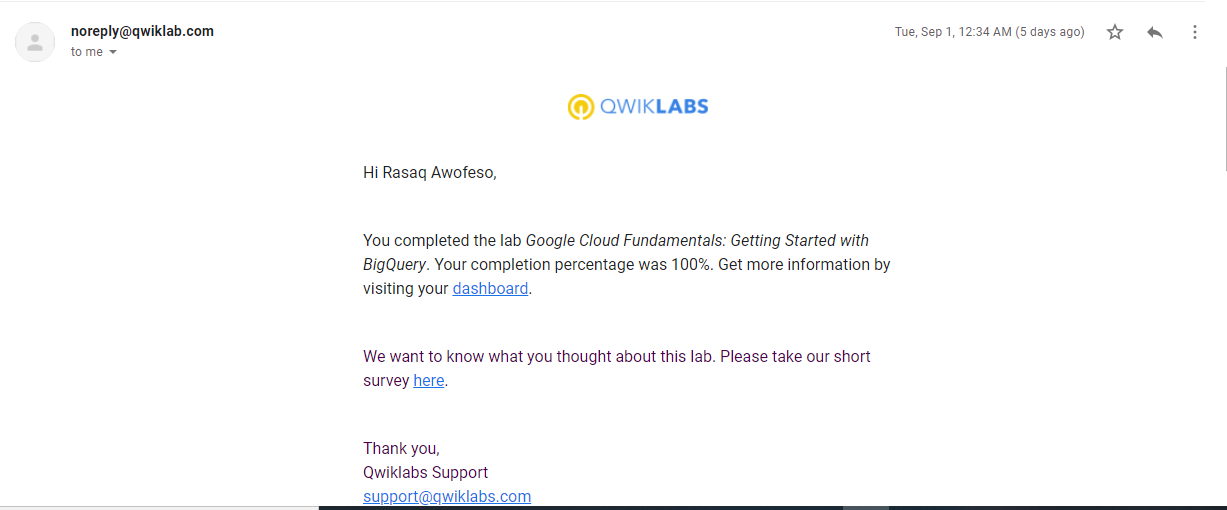 noreply@qwiklab.com
Tue, Sep 1, 12:34 AM (5 days ago)
to me
QWIKLABS
Hi Rasaq Awofeso,
You completed the lab Google Cloud Fundamentals: Getting Started with
BigQuery. Your completion percentage was 100%. Get more information by
visiting your dashboard.
We want to know what you thought about this lab. Please take our short
survey here.
Thank you,
Qwiklabs Support
support@qwiklabs.com